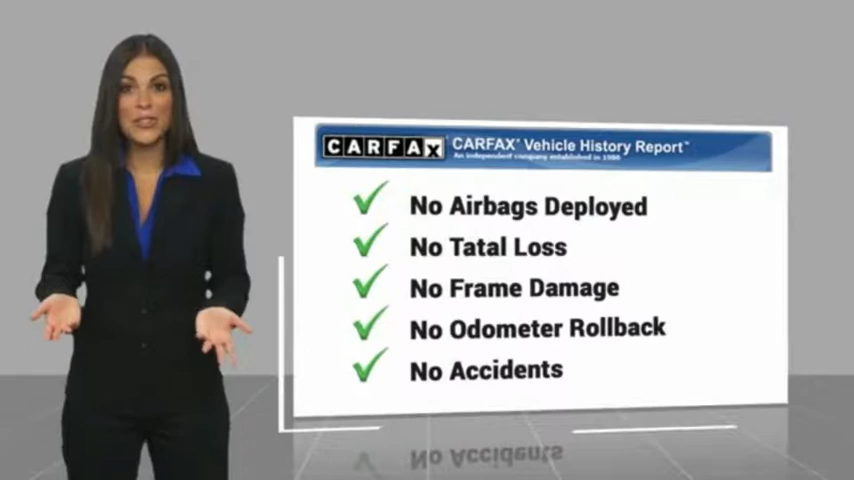 CARFAX CARFAX® Vehicle History Report™
An independent company established in 1986
No Airbags Deployed
No Tatal Loss
No Frame Damage
No Odometer Rollback
No Accidents
No Accidents